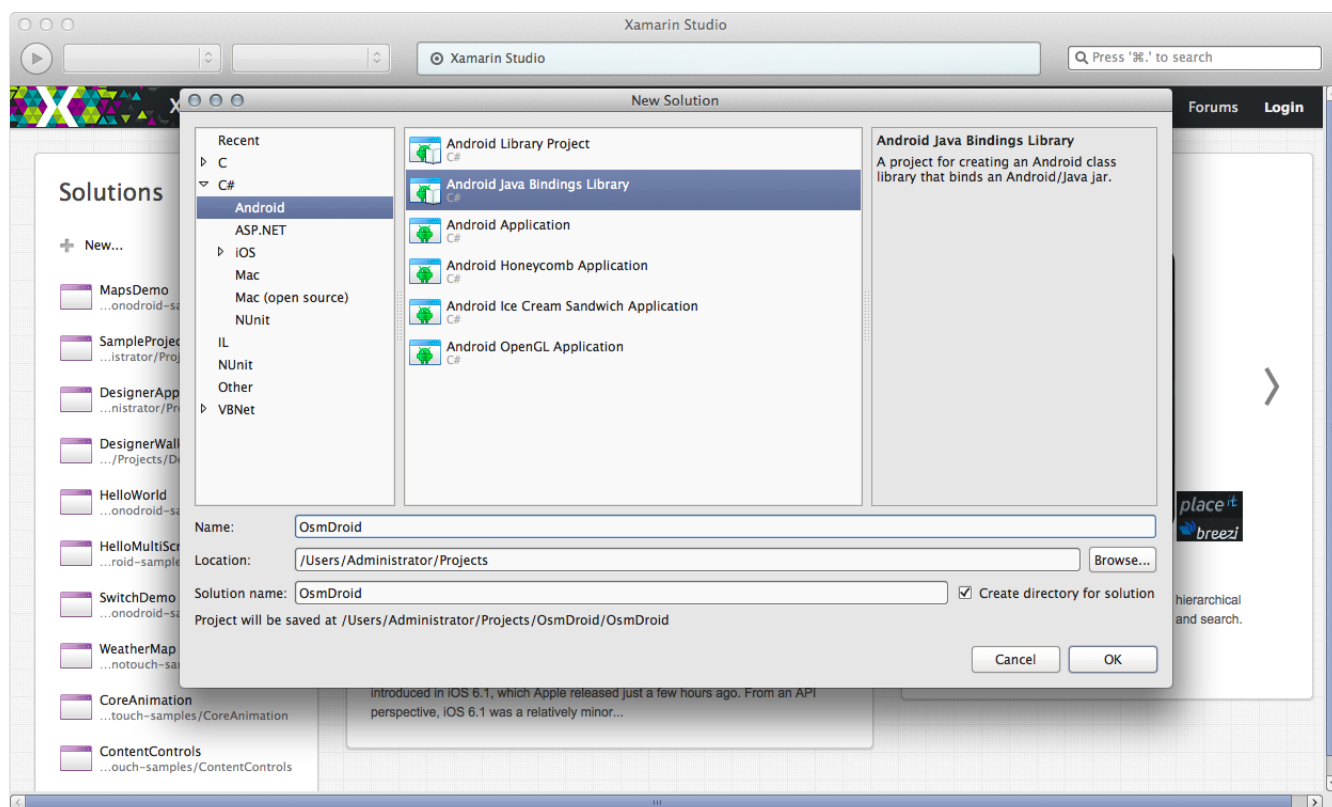 Xamarin Studio
Xamarin Studio
Press '⌘.' to search
X
New Solution
Forums
Login
Recent
C
C#
Android
ASP.NET
iOS
Mac
Mac (open source)
NUnit
IL
NUnit
Other
VBNet
Android Library Project
C#
Android Java Bindings Library
C#
Android Application
C#
Android Honeycomb Application
C#
Android Ice Cream Sandwich Application
C#
Android OpenGL Application
C#
Android Java Bindings Library
A project for creating an Android class
library that binds an Android/Java jar.
Name: OsmDroid
Location: /Users/Administrator/Projects Browse...
Solution name: OsmDroid Create directory for solution
Project will be saved at /Users/Administrator/Projects/OsmDroid/OsmDroid
Cancel OK
Solutions
New...
MapsDemo
...onodroid-sa
SampleProjec
...istrator/Proj
DesignerApp
...nistrator/Pr
DesignerWall
.../Projects/De
HelloWorld
...onodroid-sa
HelloMultiScr
...roid-sample
SwitchDemo
...onodroid-sa
WeatherMap
...notouch-sa
CoreAnimation
...touch-samples/CoreAnimation
ContentControls
...ouch-samples/ContentControls
introduced in iOS 6.1, which Apple released just a few hours ago. From an API
perspective, iOS 6.1 was a relatively minor...
place it
breezi
hierarchical
and search.